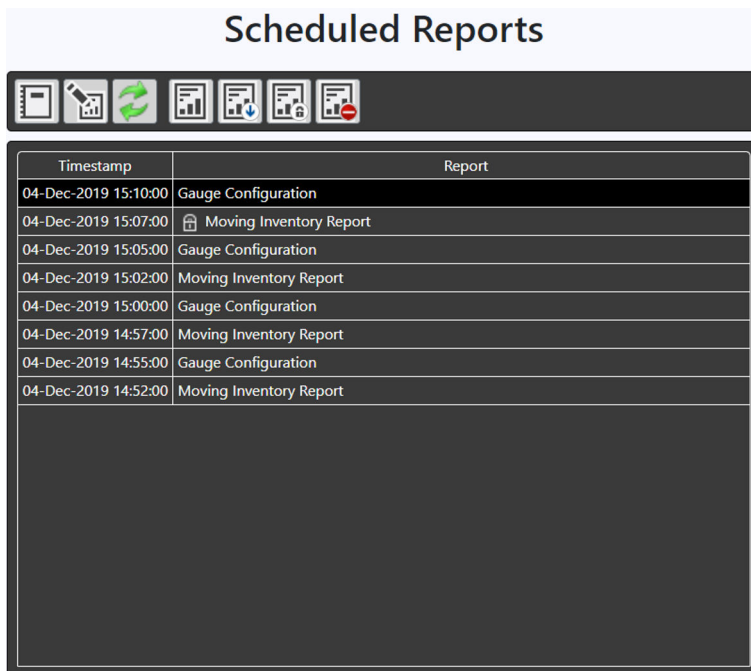 Scheduled Reports
Timestamp Report
04-Dec-2019 15:10:00 Gauge Configuration
04-Dec-2019 15:07:00 Moving Inventory Report
04-Dec-2019 15:05:00 Gauge Configuration
04-Dec-2019 15:02:00 Moving Inventory Report
04-Dec-2019 15:00:00 Gauge Configuration
04-Dec-2019 14:57:00 Moving Inventory Report
04-Dec-2019 14:55:00 Gauge Configuration
04-Dec-2019 14:52:00 Moving Inventory Report